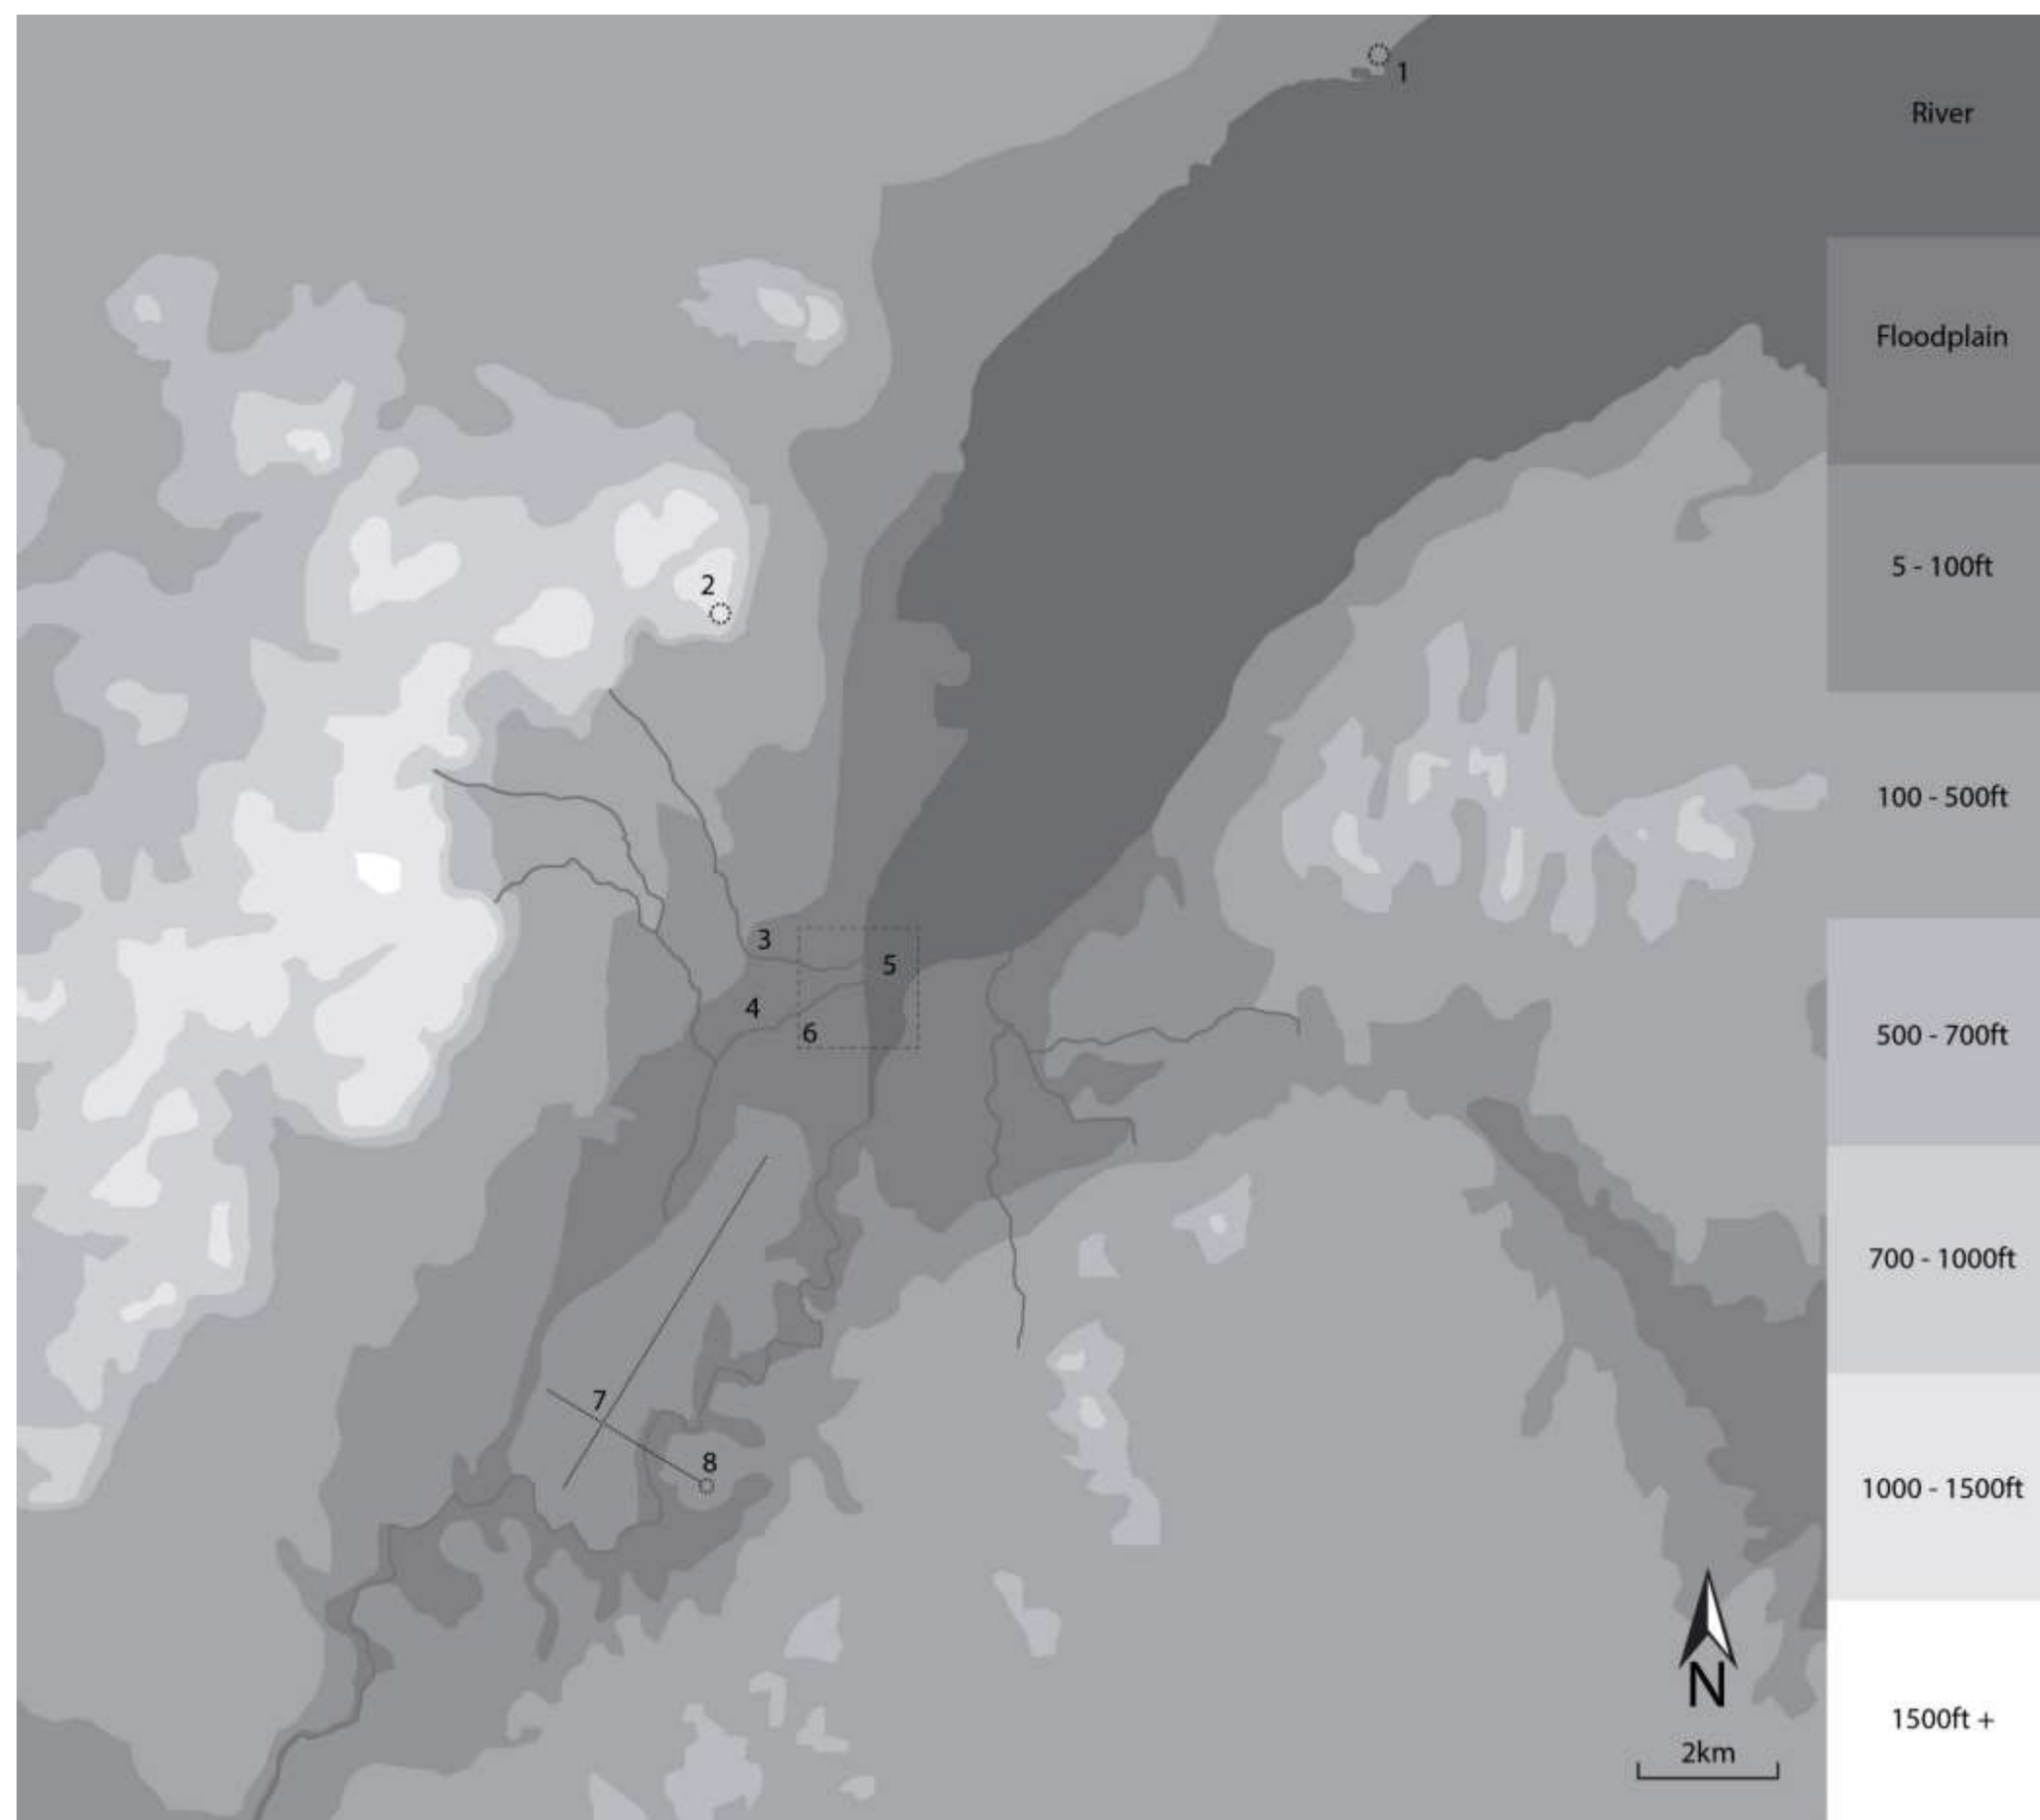 1
River
Floodplain
2
5 - 100ft
100 - 500ft
3
5
4
6
500 - 700ft
700 - 1000ft
7
8
1000 - 1500ft
N
1500ft +
2km